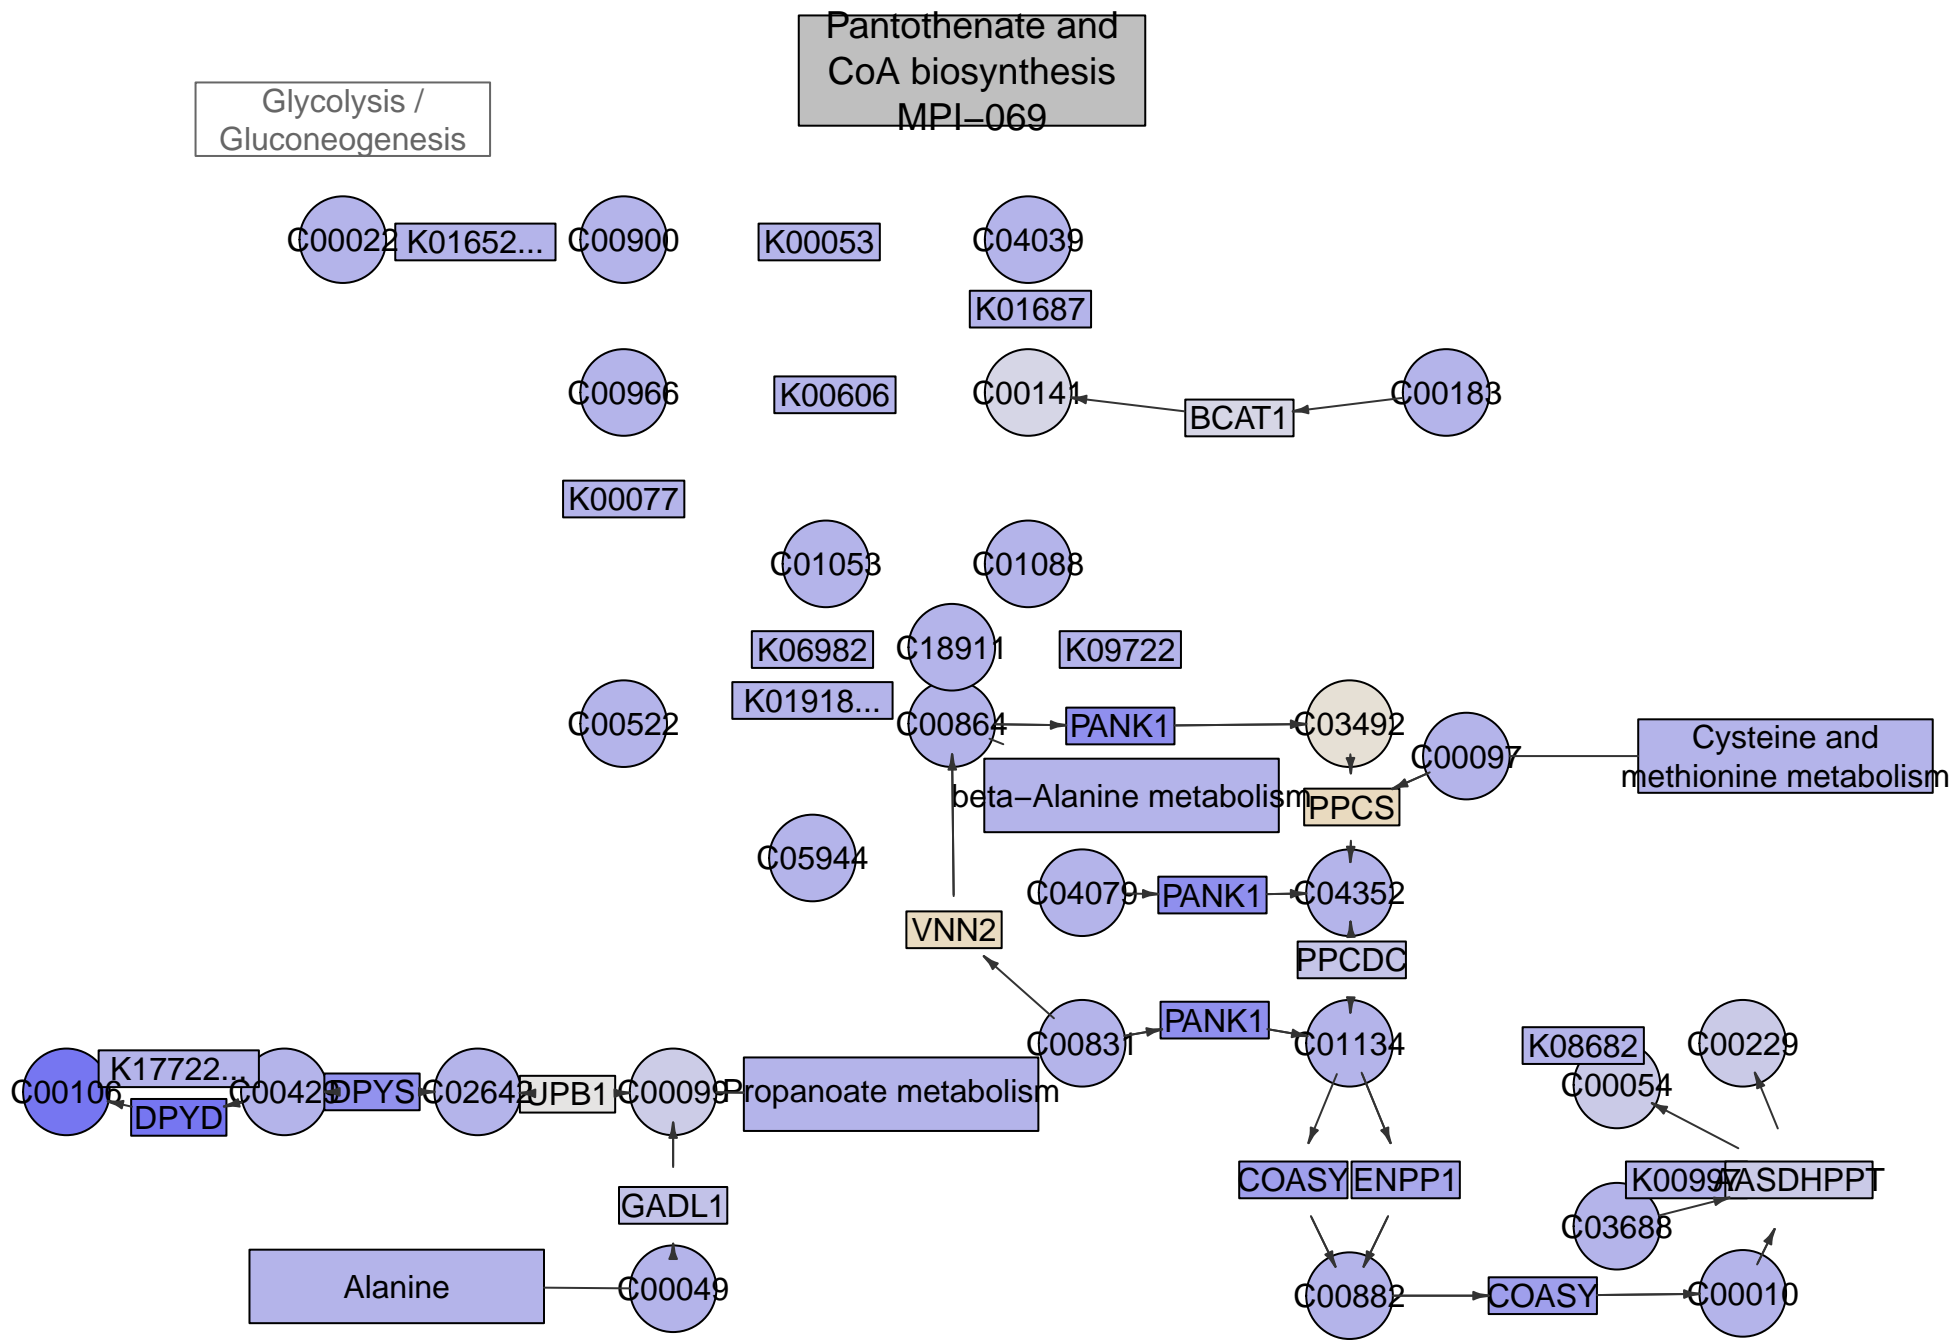 Pantothenate and
CoA biosynthesis
MPI−069
Glycolysis /
Gluconeogenesis
C00022
K01652...
C00900
K00053
C04039
K01687
C00966
K00606
C00141
BCAT1
C00183
K00077
C01053
C01088
K06982
C18911
K09722
K01918...
C00522
C00864
PANK1
C03492
C00097
Cysteine and
methionine metabolism
beta−Alanine metabolism
PPCS
C05944
C04079
PANK1
C04352
VNN2
PPCDC
C00831
PANK1
C01134
K08682
C00229
C00054
C00106
K17722...
DPYD
C00429
DPYS
C02642
UPB1
C00099
Propanoate metabolism
COASY
ENPP1
K00997
AASDHPPT
GADL1
C03688
Alanine
C00049
C00882
COASY
C00010